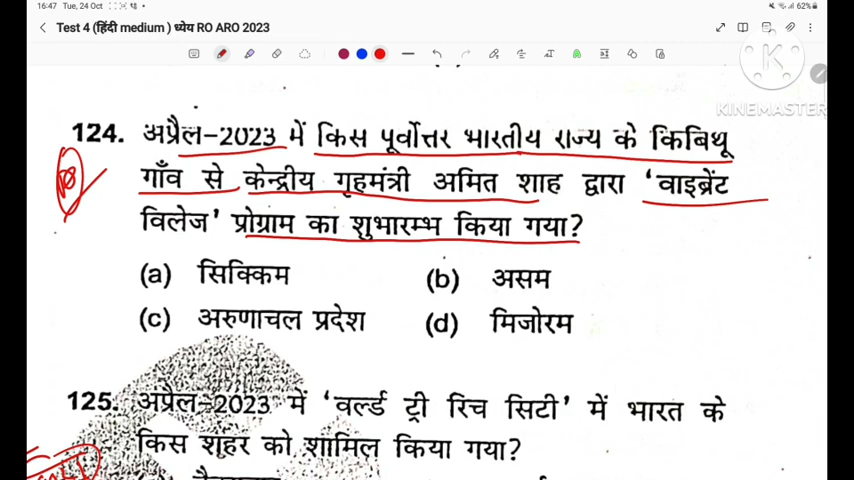 16:47 Tue, 24 Oct 62%
Test 4 (हिंदी medium ) ध्येय RO ARO 2023
KINEMASTER
124. अप्रैल-2023 में किस पूर्वोत्तर भारतीय राज्य के किबिथू
गाँव से केन्द्रीय गृहमंत्री अमित शाह द्वारा 'वाइब्रेंट
विलेज' प्रोग्राम का शुभारम्भ किया गया?
(a) सिक्किम (b) असम
(c) अरुणाचल प्रदेश (d) मिजोरम
125. अप्रैल-2023 में 'वर्ल्ड ट्री रिच सिटी' में भारत के
किस शहर को शामिल किया गया?